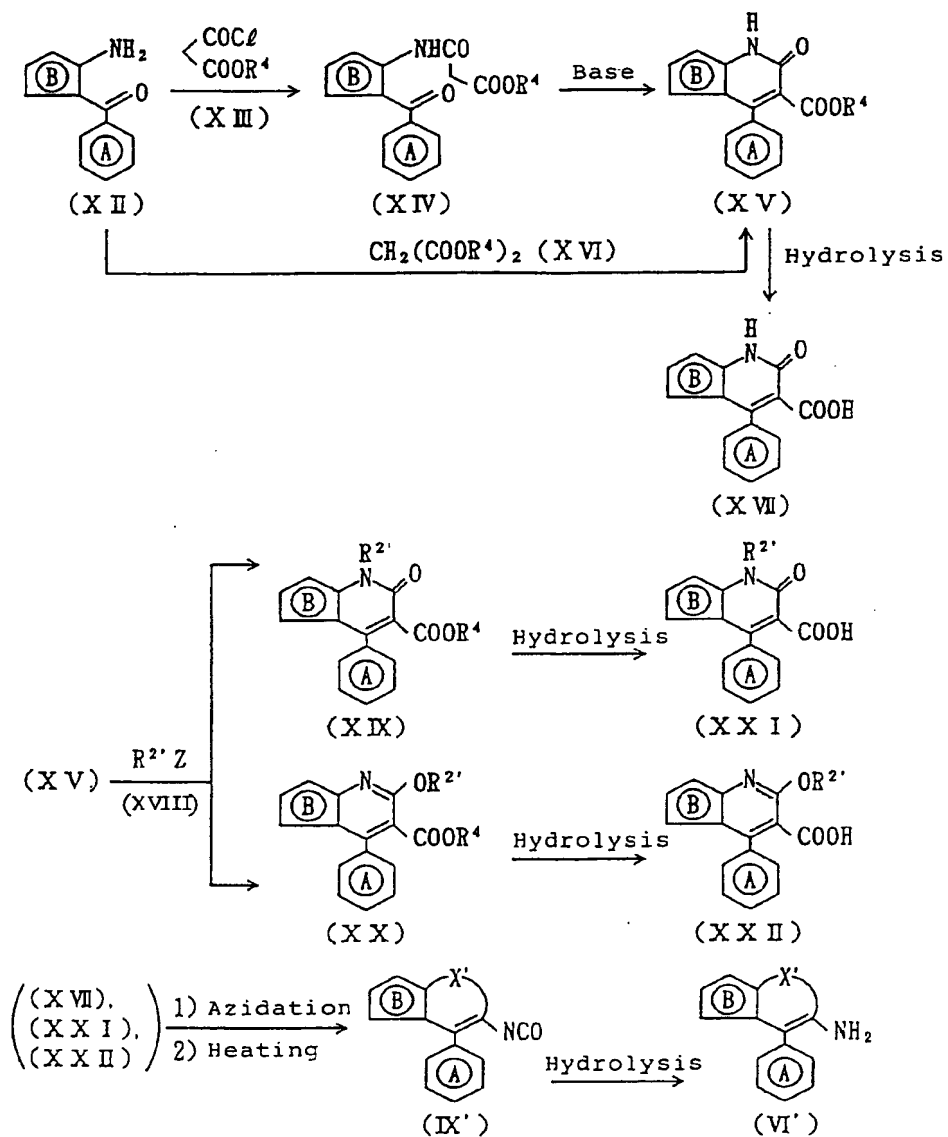 B NH₂ O A
(XII)
COCℓ
COOR⁴
(XIII)
B NHCO COOR⁴ O A
(XIV)
Base
H
N O B COOR⁴ A
(XV)
CH₂(COOR⁴)₂ (XVI)
Hydrolysis
H
N O B COOH A
(XVII)
(XV)
R²'Z
(XVIII)
R²'
N O B COOR⁴ A
(XIX)
Hydrolysis
R²'
N O B COOH A
(XXI)
N OR²' B COOR⁴ A
(XX)
Hydrolysis
N OR²' B COOH A
(XXII)
(XVII),
(XXI),
(XXII)
1) Azidation
2) Heating
X' B NCO A
(IX')
Hydrolysis
X' B NH₂ A
(VI')